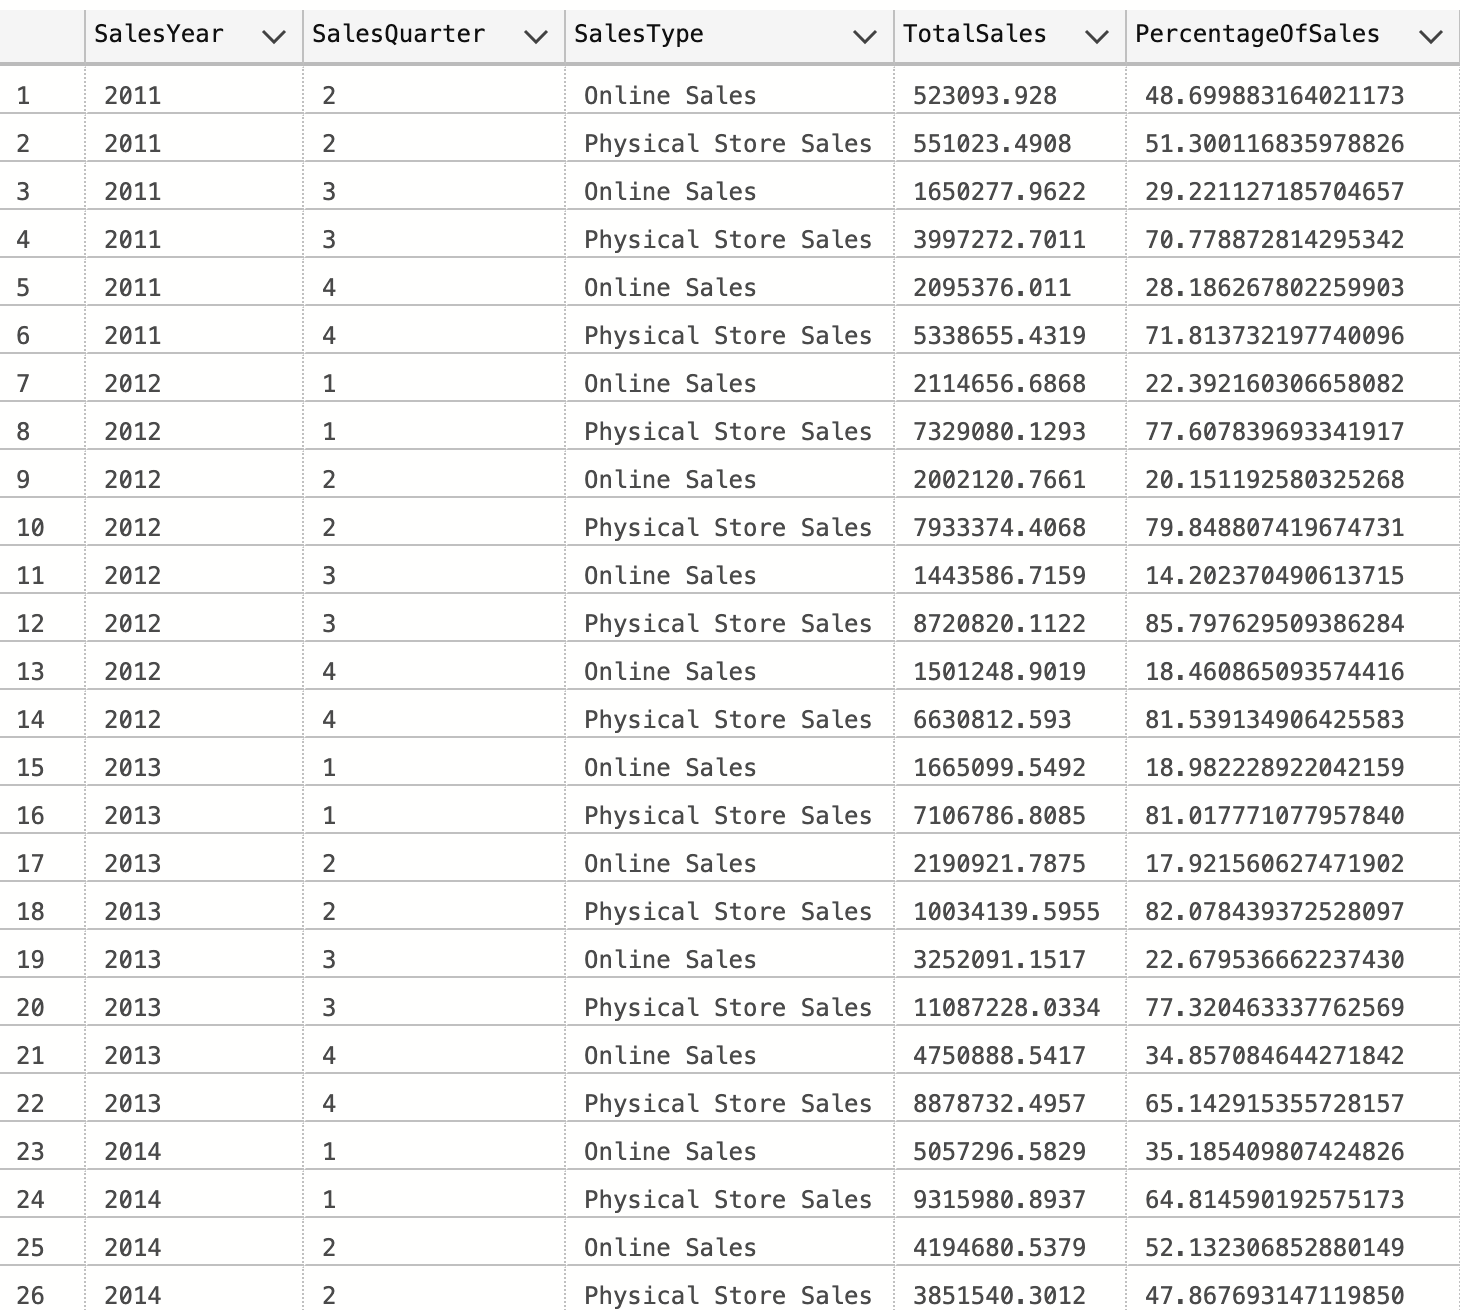 SalesYear SalesQuarter SalesType TotalSales PercentageOfSales
1 2011 2 Online Sales 523093.928 48.699883164021173
2 2011 2 Physical Store Sales 551023.4908 51.300116835978826
3 2011 3 Online Sales 1650277.9622 29.221127185704657
4 2011 3 Physical Store Sales 3997272.7011 70.778872814295342
5 2011 4 Online Sales 2095376.011 28.186267802259903
6 2011 4 Physical Store Sales 5338655.4319 71.813732197740096
7 2012 1 Online Sales 2114656.6868 22.392160306658082
8 2012 1 Physical Store Sales 7329080.1293 77.607839693341917
9 2012 2 Online Sales 2002120.7661 20.151192580325268
10 2012 2 Physical Store Sales 7933374.4068 79.848807419674731
11 2012 3 Online Sales 1443586.7159 14.202370490613715
12 2012 3 Physical Store Sales 8720820.1122 85.797629509386284
13 2012 4 Online Sales 1501248.9019 18.460865093574416
14 2012 4 Physical Store Sales 6630812.593 81.539134906425583
15 2013 1 Online Sales 1665099.5492 18.982228922042159
16 2013 1 Physical Store Sales 7106786.8085 81.017771077957840
17 2013 2 Online Sales 2190921.7875 17.921560627471902
18 2013 2 Physical Store Sales 10034139.5955 82.078439372528097
19 2013 3 Online Sales 3252091.1517 22.679536662237430
20 2013 3 Physical Store Sales 11087228.0334 77.320463337762569
21 2013 4 Online Sales 4750888.5417 34.857084644271842
22 2013 4 Physical Store Sales 8878732.4957 65.142915355728157
23 2014 1 Online Sales 5057296.5829 35.185409807424826
24 2014 1 Physical Store Sales 9315980.8937 64.814590192575173
25 2014 2 Online Sales 4194680.5379 52.132306852880149
26 2014 2 Physical Store Sales 3851540.3012 47.867693147119850